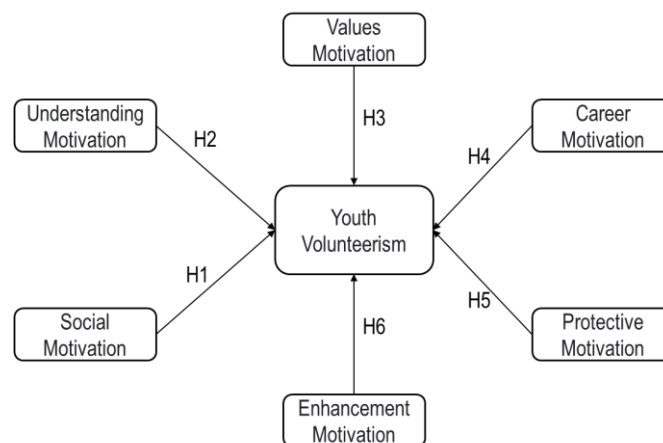 Values
Motivation
Understanding
Motivation
Career
Motivation
H3
H2
H4
Youth
Volunteerism
H1
H5
Social
Motivation
H6
Protective
Motivation
Enhancement
Motivation